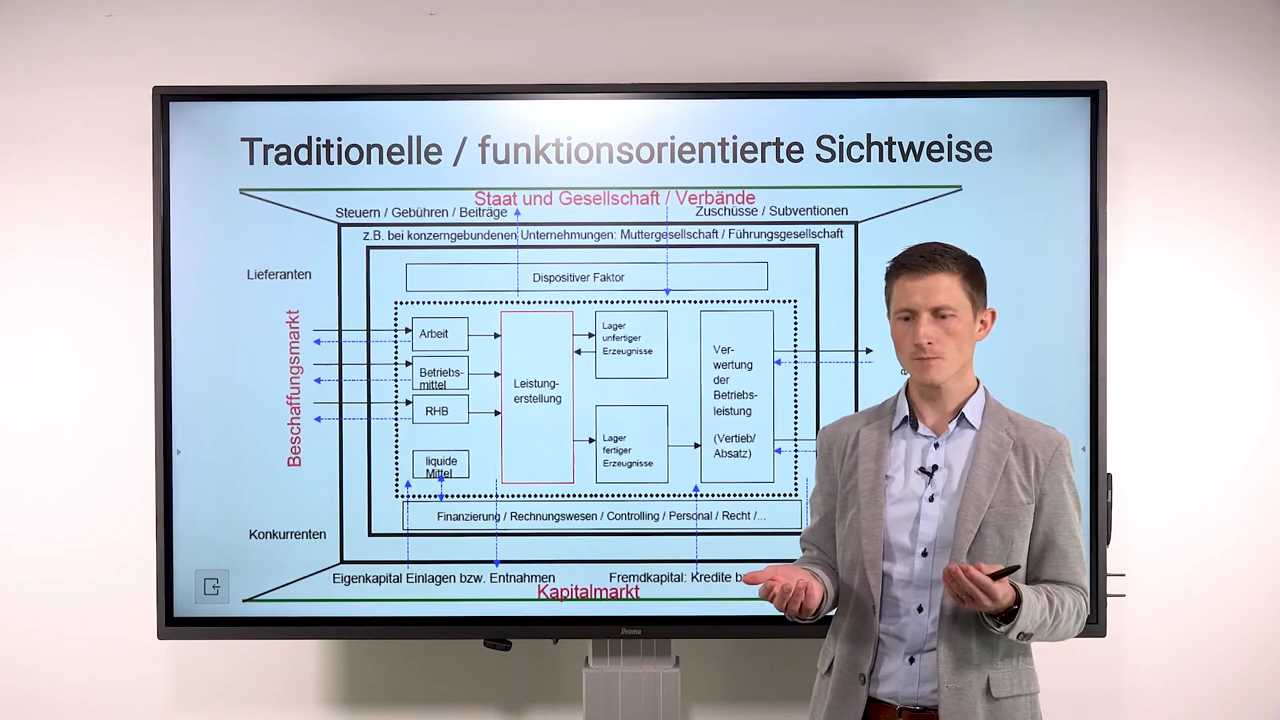 Traditionelle / funktionsorientierte Sichtweise
Staat und Gesellschaft / Verbände
Steuern / Gebühren / Beiträge
Zuschüsse / Subventionen
z.B. bei konzerngebundenen Unternehmungen: Muttergesellschaft / Führungsgesellschaft
Lieferanten
Dispositiver Faktor
Beschaffungsmarkt
Arbeit
Betriebs-
mittel
RHB
liquide
Mittel
Leistung-
erstellung
Lager
unfertiger
Erzeugnisse
Lager
fertiger
Erzeugnisse
Ver-
wertung
der
Betriebs-
leistung
(Vertieb/
Absatz)
Finanzierung / Rechnungswesen / Controlling / Personal / Recht /...
Konkurrenten
Eigenkapital Einlagen bzw. Entnahmen
Fremdkapital: Kredite
Kapitalmarkt
iiyama